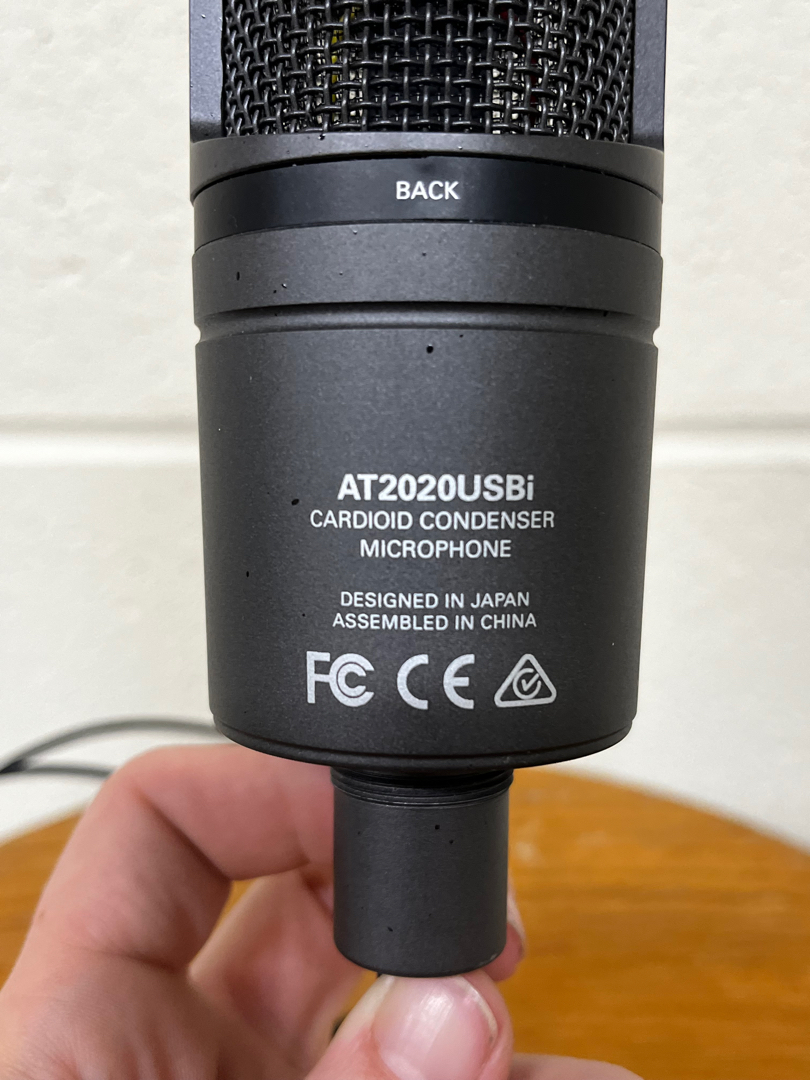 BACK
AT2020USBi
CARDIOID CONDENSER
MICROPHONE
DESIGNED IN JAPAN
ASSEMBLED IN CHINA
FC CE